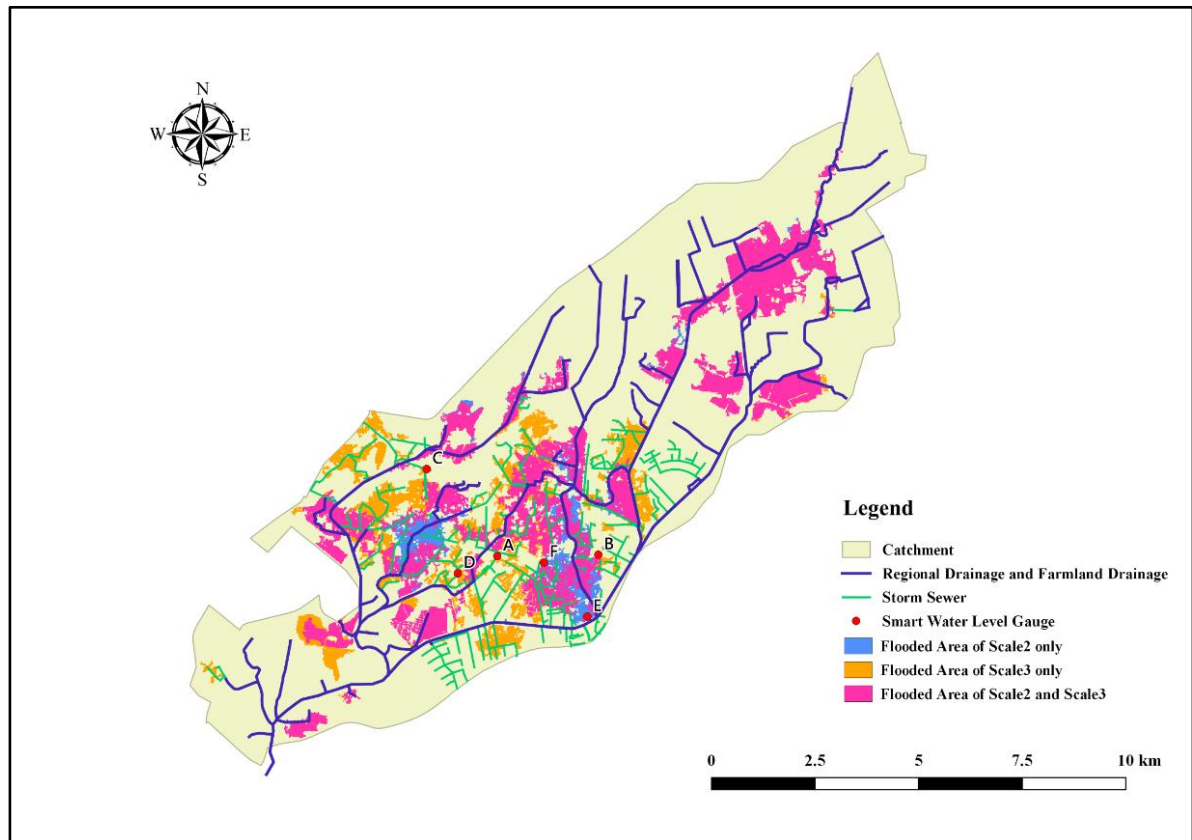 N
W E
S
C
A
B
F
D
E
Legend
Catchment
Regional Drainage and Farmland Drainage
Storm Sewer
Smart Water Level Gauge
Flooded Area of Scale2 only
Flooded Area of Scale3 only
Flooded Area of Scale2 and Scale3
0 2.5 5 7.5 10 km